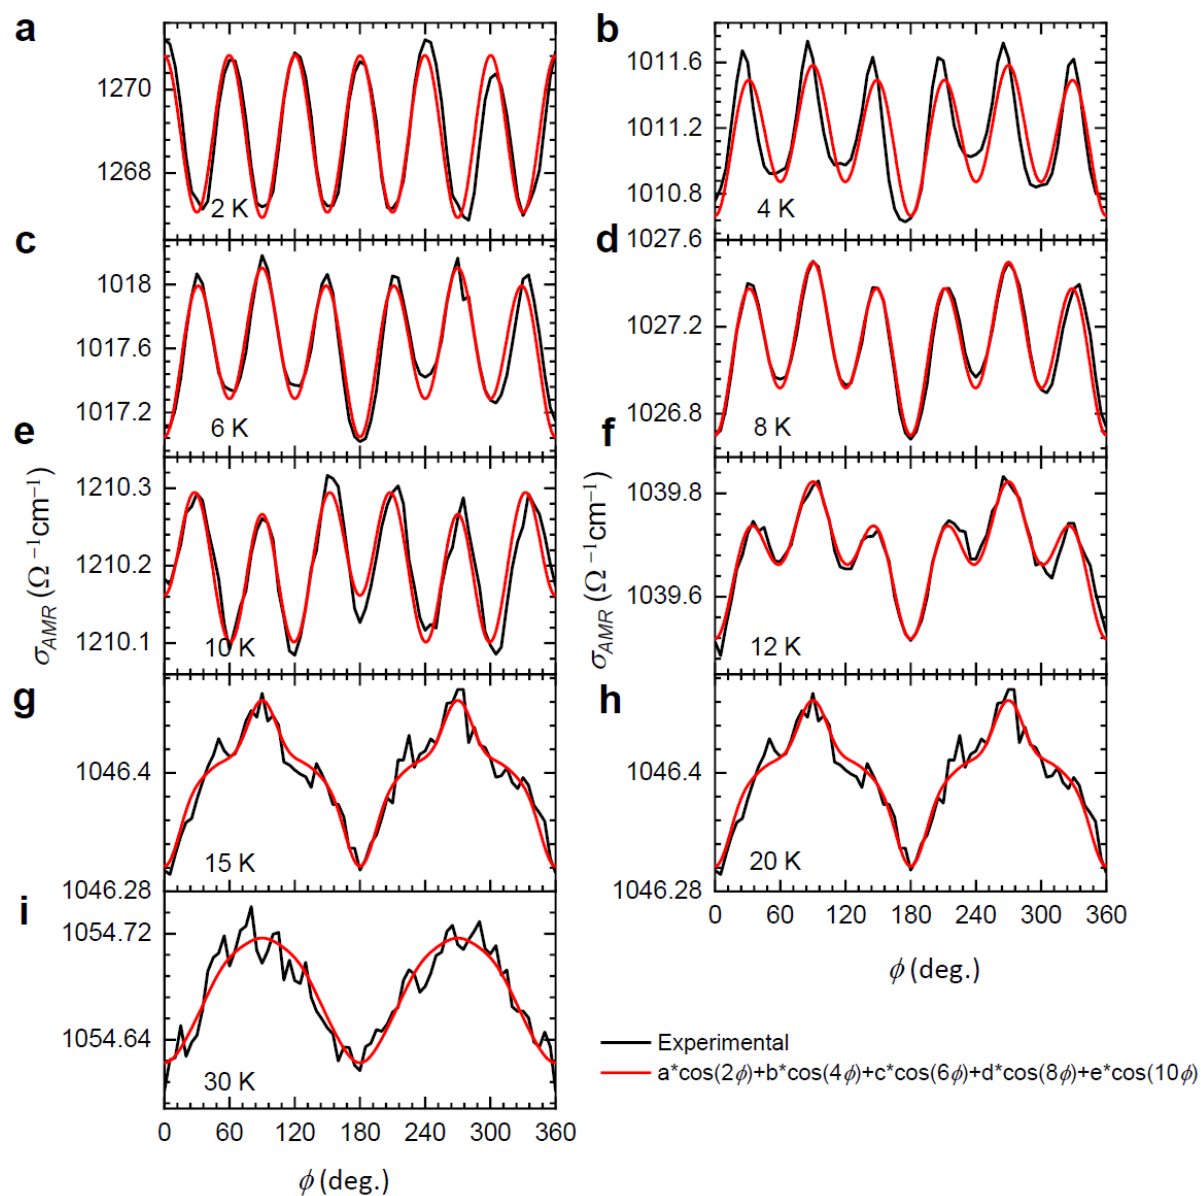 a
1270
1268
2 K
b
1011.6
1011.2
1010.8
4 K
c
1018
1017.6
1017.2
6 K
d
1027.6
1027.2
1026.8
8 K
e
1210.3
1210.2
1210.1
10 K
σAMR (Ω −1cm−1)
f
1039.8
1039.6
12 K
σAMR (Ω −1cm−1)
g
1046.4
1046.28
15 K
h
1046.4
1046.28
20 K
0 60 120 180 240 300 360
ϕ (deg.)
i
1054.72
1054.64
30 K
0 60 120 180 240 300 360
ϕ (deg.)
Experimental
a*cos(2ϕ)+b*cos(4ϕ)+c*cos(6ϕ)+d*cos(8ϕ)+e*cos(10ϕ)